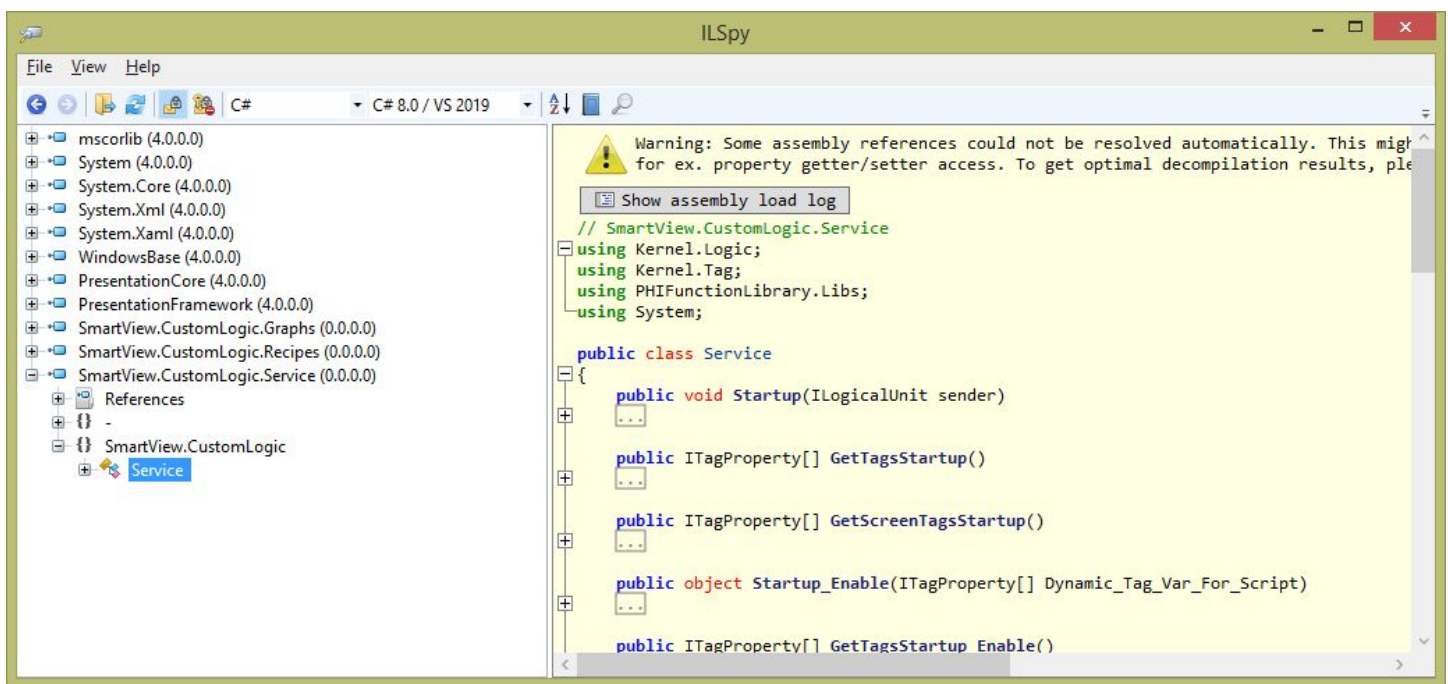 ILSpy
File View Help
C# C# 8.0 / VS 2019
mscorlib (4.0.0.0)
System (4.0.0.0)
System.Core (4.0.0.0)
System.Xml (4.0.0.0)
System.Xaml (4.0.0.0)
WindowsBase (4.0.0.0)
PresentationCore (4.0.0.0)
PresentationFramework (4.0.0.0)
SmartView.CustomLogic.Graphs (0.0.0.0)
SmartView.CustomLogic.Recipes (0.0.0.0)
SmartView.CustomLogic.Service (0.0.0.0)
References
{} -
{} SmartView.CustomLogic
Service
Warning: Some assembly references could not be resolved automatically. This migh
for ex. property getter/setter access. To get optimal decompilation results, ple
Show assembly load log
// SmartView.CustomLogic.Service
using Kernel.Logic;
using Kernel.Tag;
using PHIFunctionLibrary.Libs;
using System;
public class Service
{
public void Startup(ILogicalUnit sender)
...
public ITagProperty[] GetTagsStartup()
...
public ITagProperty[] GetScreenTagsStartup()
...
public object Startup_Enable(ITagProperty[] Dynamic_Tag_Var_For_Script)
...
public ITagProperty[] GetTagsStartup_Enable()